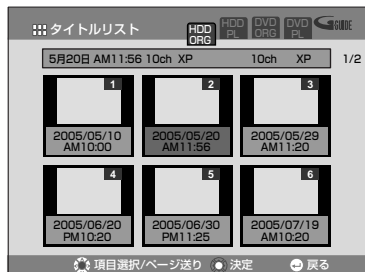 タイトルリスト
HDD ORG
HDD PL
DVD ORG
DVD PL
GGUIDE
5月20日 AM11:56 10ch XP 10ch XP 1/2
1 2 3
2005/05/10 2005/05/20 2005/05/29
AM10:00 AM11:56 AM11:20
4 5 6
2005/06/20 2005/06/30 2005/07/19
PM10:20 PM11:25 AM10:20
項目選択/ページ送り 決定 戻る